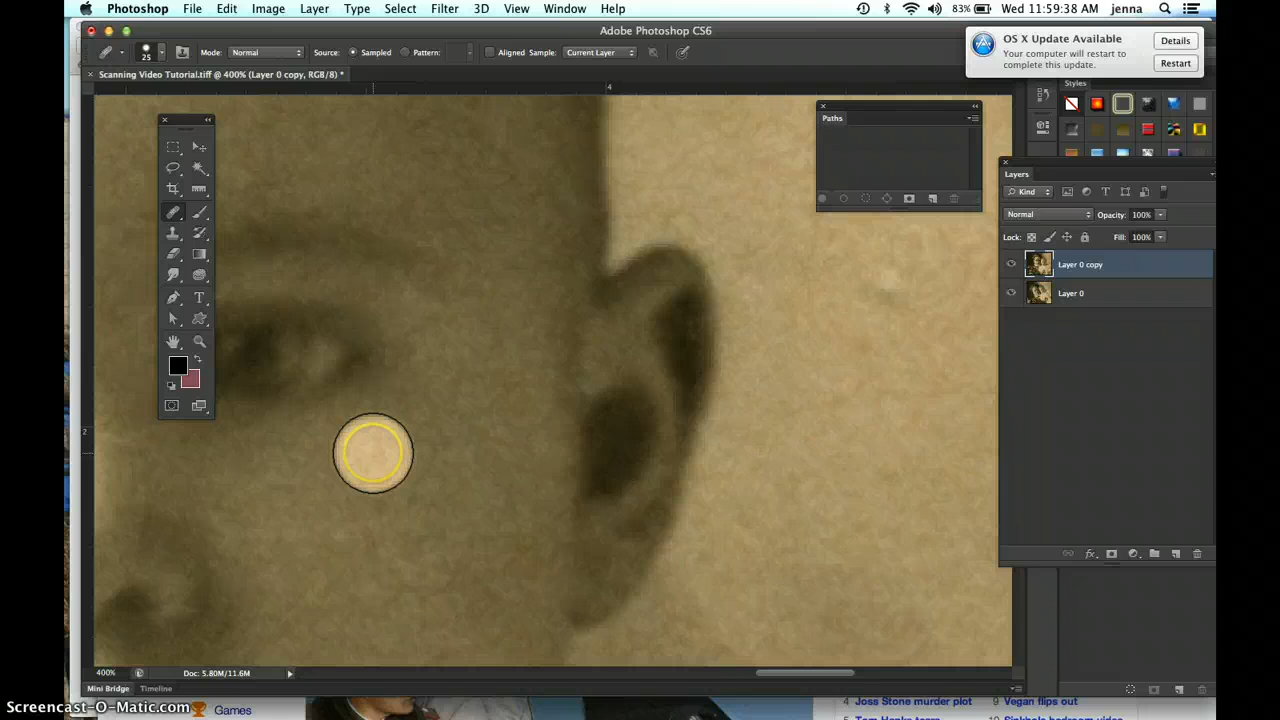 Photoshop File Edit Image Layer Type Select Filter 3D View Window Help 83% Wed 11:59:38 AM jenna
Adobe Photoshop CS6
OS X Update Available
Your computer will restart to complete this update.
Details
Restart
25 Mode: Normal Source: Sampled Pattern: Aligned Sample: Current Layer
Scanning Video Tutorial.tiff @ 400% (Layer 0 copy, RGB/8) *
Styles
4
Paths
Layers
Kind
Normal Opacity: 100%
Lock: Fill: 100%
Layer 0 copy
Layer 0
2
400% Doc: 5.80M/11.6M
Mini Bridge Timeline
Games
4 Joss Stone murder plot
9 Vegan flips out
Screencast-O-Matic.com